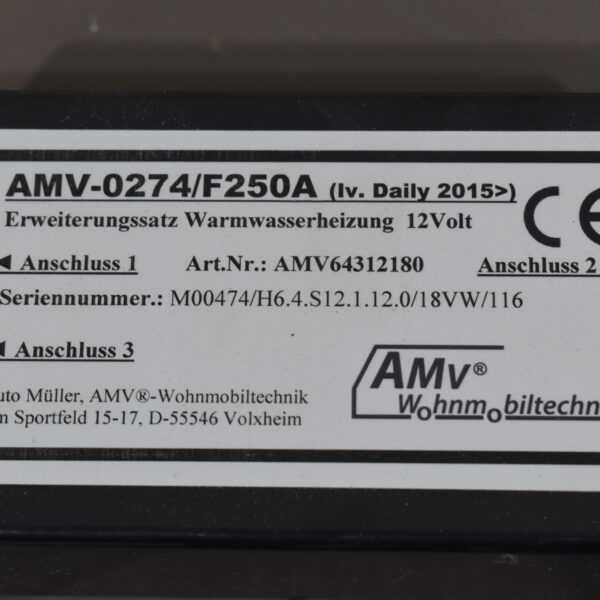 AMV-0274/F250A (Iv. Daily 2015>)
Erweiterungssatz Warmwasserheizung 12Volt
CE
◄ Anschluss 1 Art.Nr.: AMV64312180 Anschluss 2
Seriennummer.: M00474/H6.4.S12.1.12.0/18VW/116
◄ Anschluss 3
uto Müller, AMV®-Wohnmobiltechnik
m Sportfeld 15-17, D-55546 Volxheim
AMV®
Wohnmobiltechn